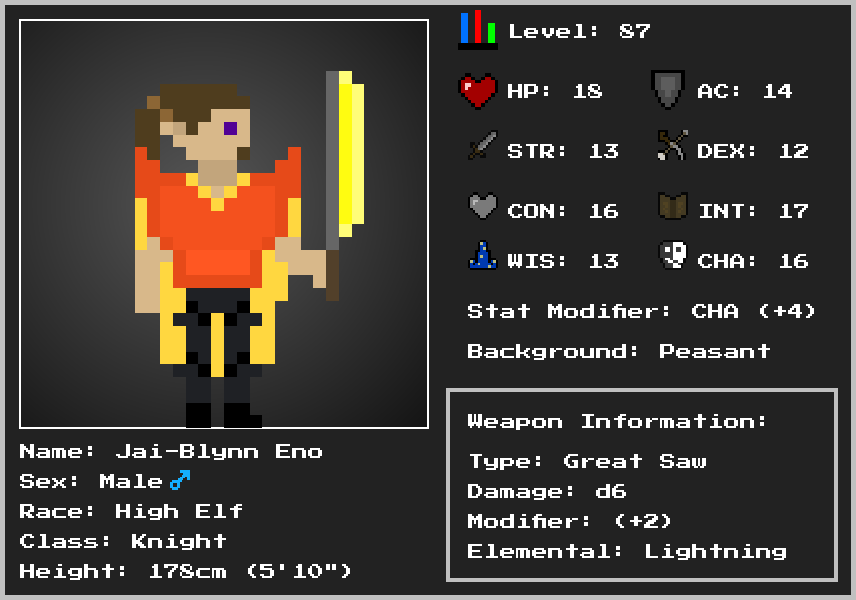 Level: 87
HP: 18 AC: 14
STR: 13 DEX: 12
CON: 16 INT: 17
WIS: 13 CHA: 16
Stat Modifier: CHA (+4)
Background: Peasant
Weapon Information:
Type: Great Saw
Damage: d6
Modifier: (+2)
Elemental: Lightning
Name: Jai-Blynn Eno
Sex: Male♂
Race: High Elf
Class: Knight
Height: 178cm (5'10")